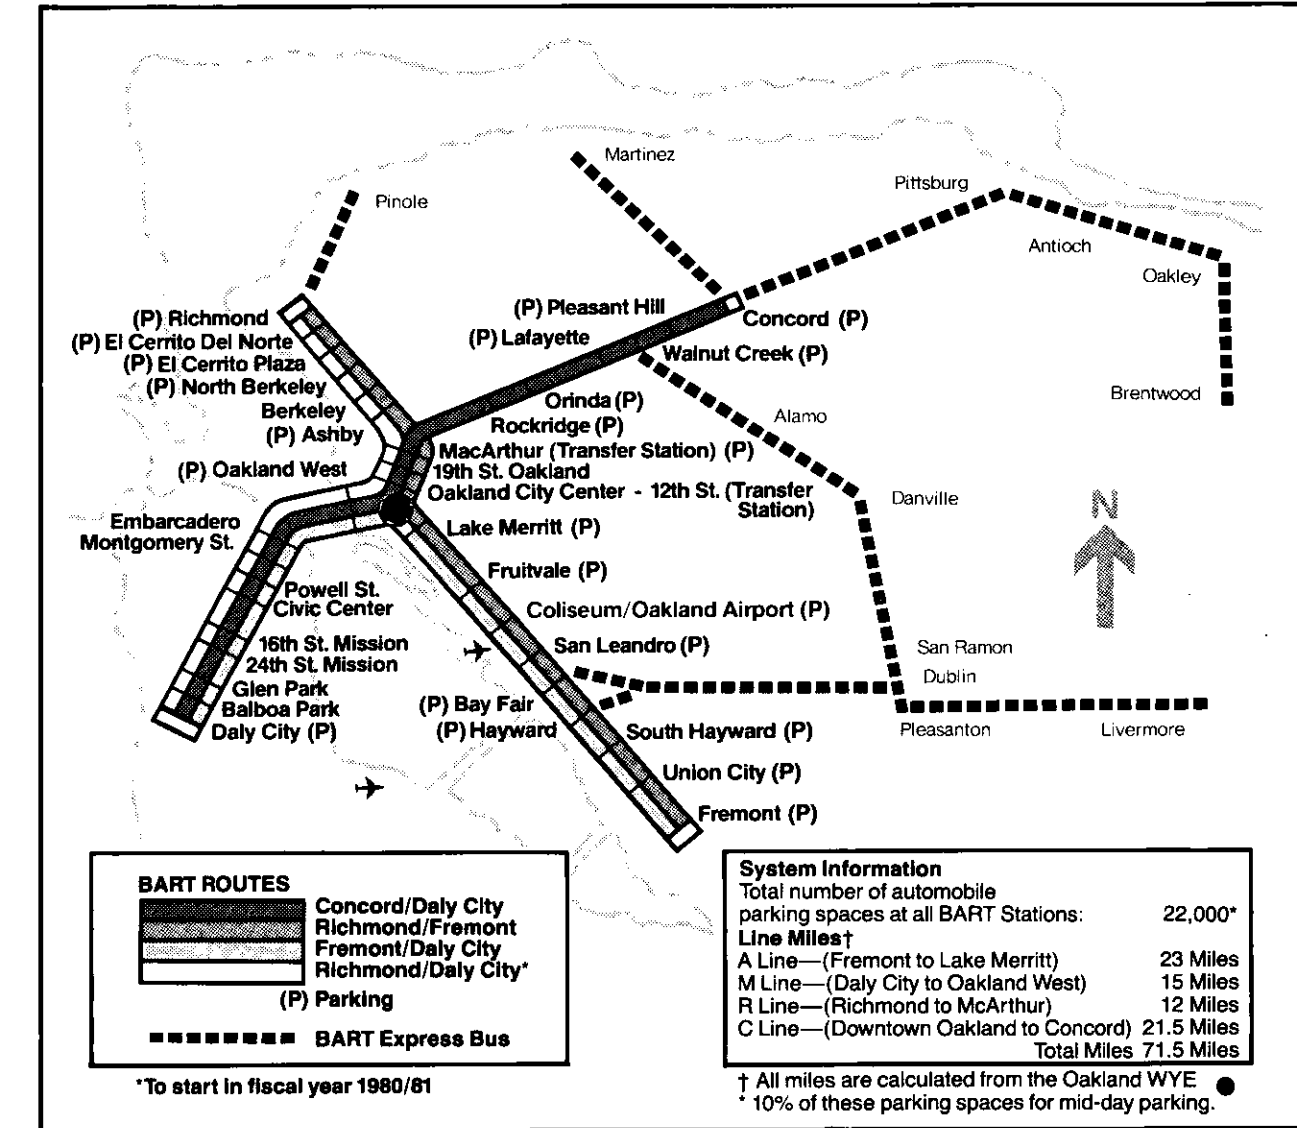 Martinez
Pittsburg
Pinole
Antioch
Oakley
(P) Pleasant Hill
(P) Richmond
Concord (P)
(P) El Cerrito Del Norte
(P) Lafayette
Walnut Creek (P)
(P) El Cerrito Plaza
(P) North Berkeley
Brentwood
Orinda (P)
Berkeley
Alamo
Rockridge (P)
(P) Ashby
MacArthur (Transfer Station) (P)
(P) Oakland West
19th St. Oakland
Oakland City Center - 12th St. (Transfer
Station)
Danville
N
Embarcadero
Lake Merritt (P)
Montgomery St.
Fruitvale (P)
Powell St.
Civic Center
Coliseum/Oakland Airport (P)
16th St. Mission
San Leandro (P)
San Ramon
24th St. Mission
Dublin
Glen Park
(P) Bay Fair
Balboa Park
Daly City (P)
(P) Hayward
South Hayward (P)
Pleasanton
Livermore
Union City (P)
Fremont (P)
BART ROUTES
Concord/Daly City
Richmond/Fremont
Fremont/Daly City
Richmond/Daly City*
(P) Parking
BART Express Bus
*To start in fiscal year 1980/81
System Information
Total number of automobile
parking spaces at all BART Stations: 22,000*
Line Miles†
A Line—(Fremont to Lake Merritt) 23 Miles
M Line—(Daly City to Oakland West) 15 Miles
R Line—(Richmond to McArthur) 12 Miles
C Line—(Downtown Oakland to Concord) 21.5 Miles
Total Miles 71.5 Miles
† All miles are calculated from the Oakland WYE
* 10% of these parking spaces for mid-day parking.